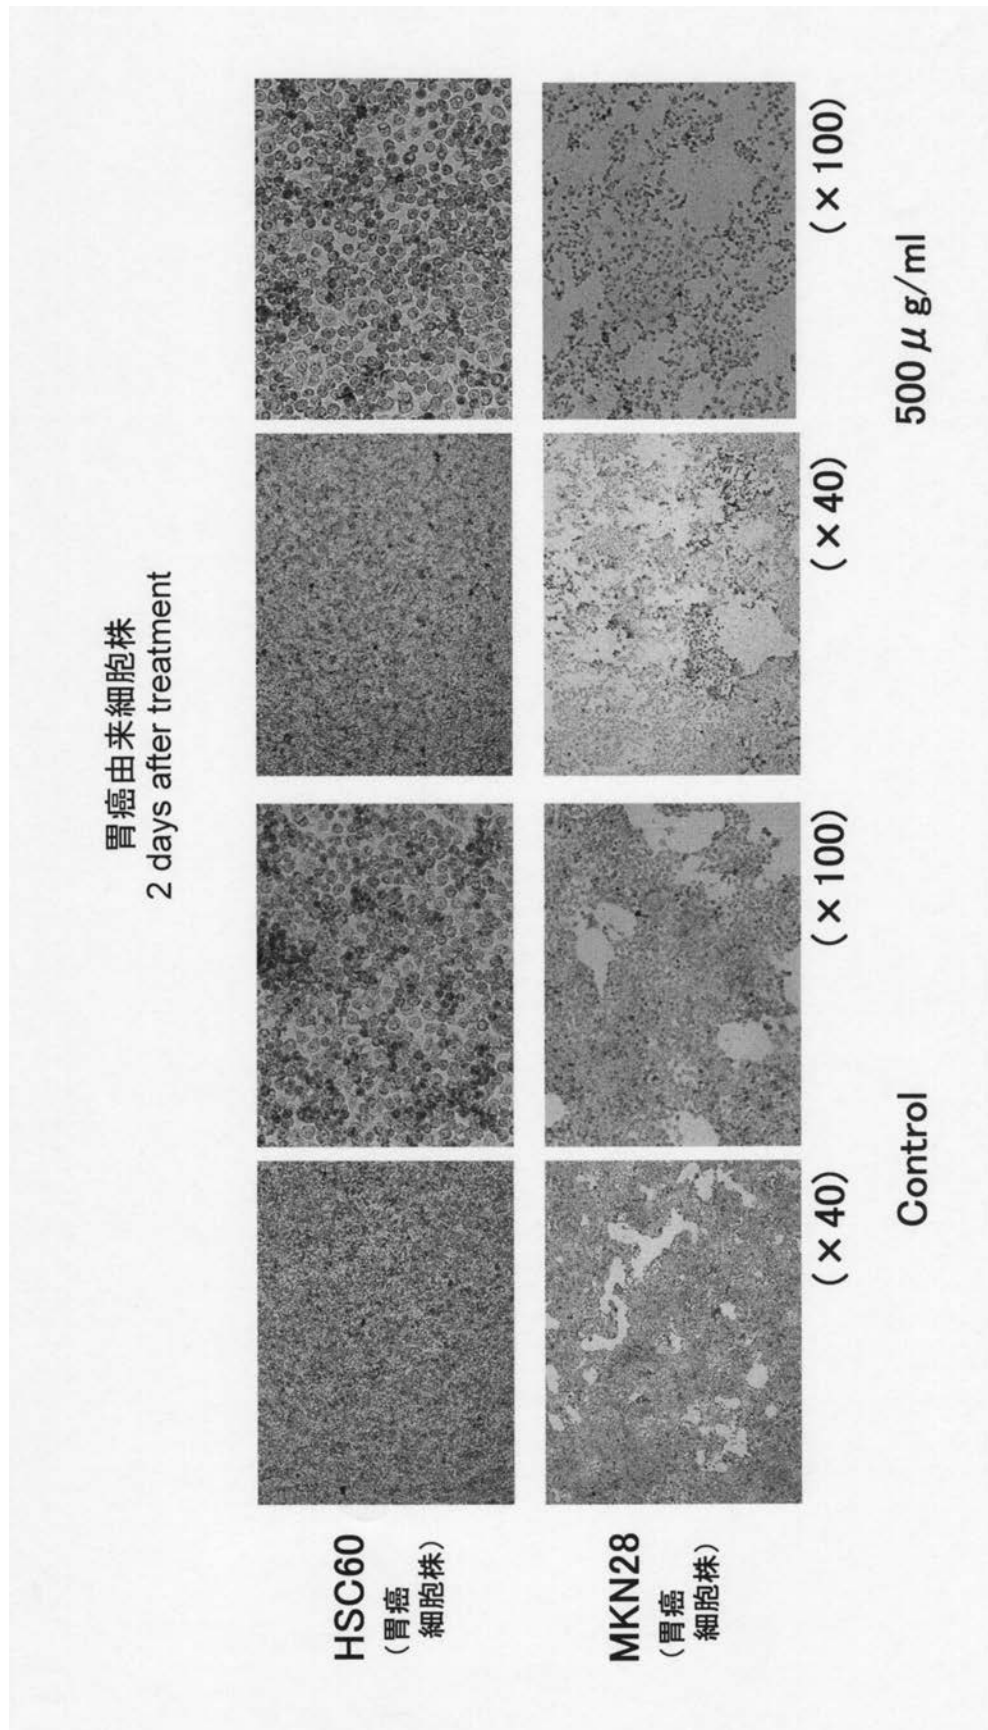 胃癌由来細胞株
2 days after treatment
HSC60
（胃癌
細胞株）
MKN28
（胃癌
細胞株）
（×40） （×100） （×40） （×100）
Control 500μg/ml